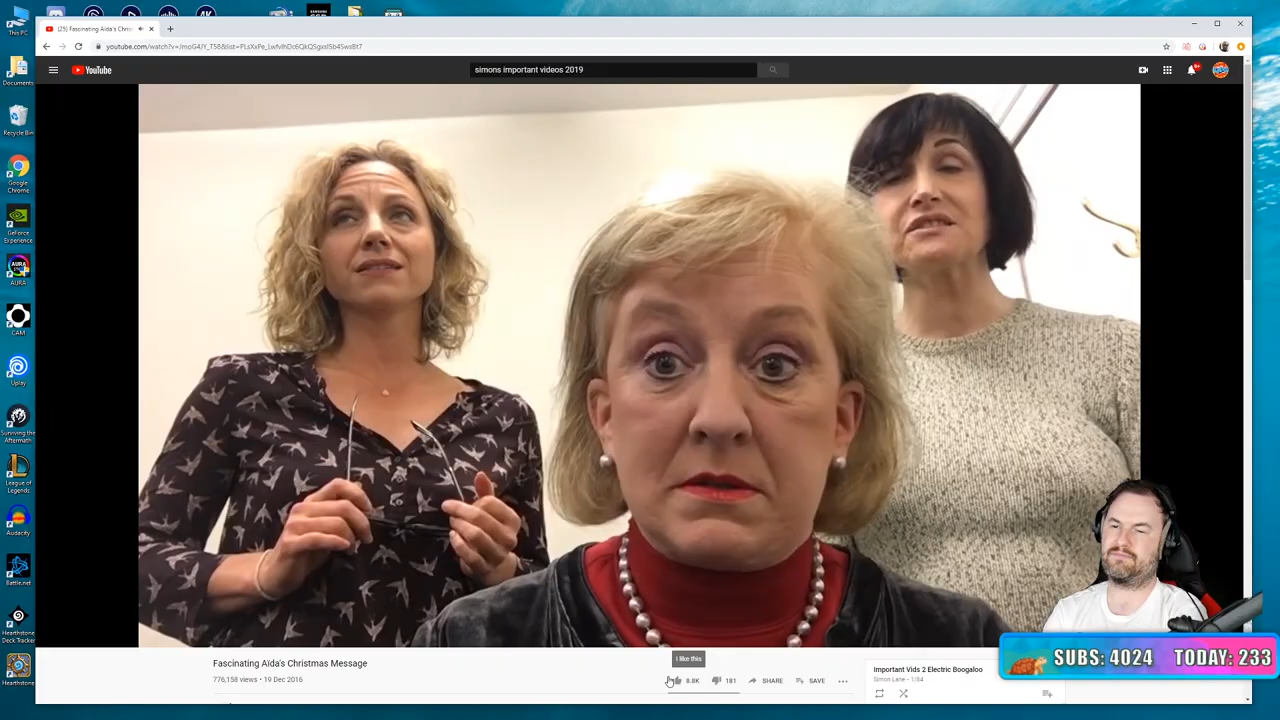 This PC
Documents
Recycle Bin
Google Chrome
GeForce Experience
AURA
CAM
Uplay
Surviving the Aftermath
League of Legends
Audacity
Battle.net
Hearthstone Deck Tracker
Hearthstone
YouTube
simons important videos 2019
9+
I like this
Fascinating Aïda's Christmas Message
776,158 views • 19 Dec 2016
8.8K
181
SHARE
SAVE
Important Vids 2 Electric Boogaloo
Simon Lane - 1/84
SUBS: 4024 TODAY: 233